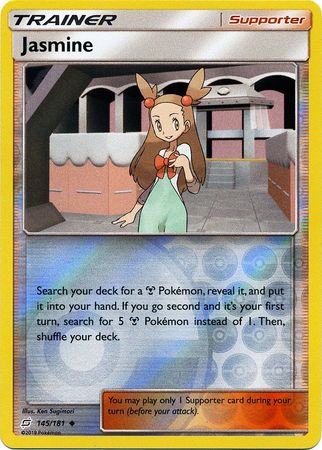 TRAINER Supporter
Jasmine
Search your deck for a Pokémon, reveal it, and put
it into your hand. If you go second and it's your first
turn, search for 5 Pokémon instead of 1. Then,
shuffle your deck.
Illus. Ken Sugimori
145/181
©2019 Pokémon
You may play only 1 Supporter card during your
turn (before your attack).